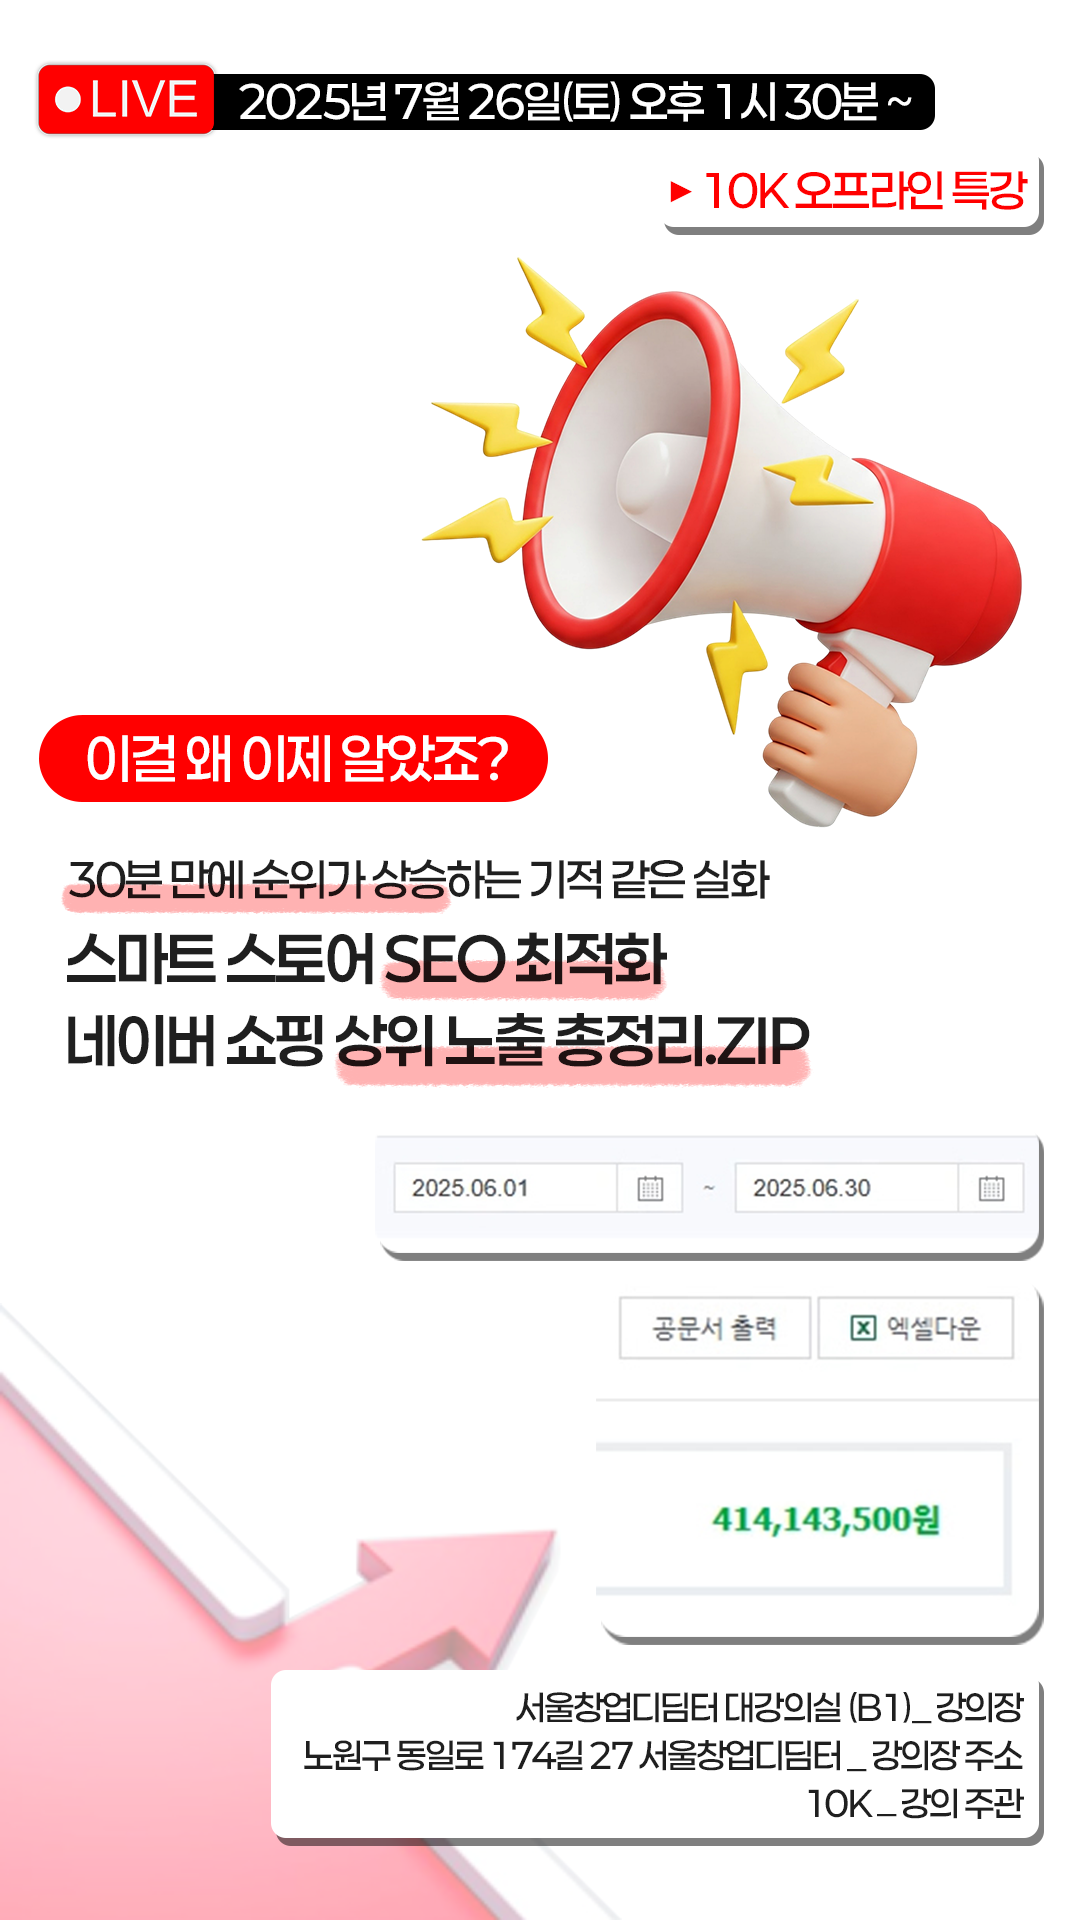 LIVE 2025년 7월 26일(토) 오후 1시 30분 ~
▶ 10K 오프라인 특강
이걸 왜 이제 알았죠?
30분 만에 순위가 상승하는 기적 같은 실화
스마트 스토어 SEO 최적화
네이버 쇼핑 상위 노출 총정리.ZIP
2025.06.01 ~ 2025.06.30
공문서 출력 엑셀다운
414,143,500원
서울창업디딤터 대강의실 (B1)_ 강의장
노원구 동일로 174길 27 서울창업디딤터 _ 강의장 주소
10K _ 강의 주관